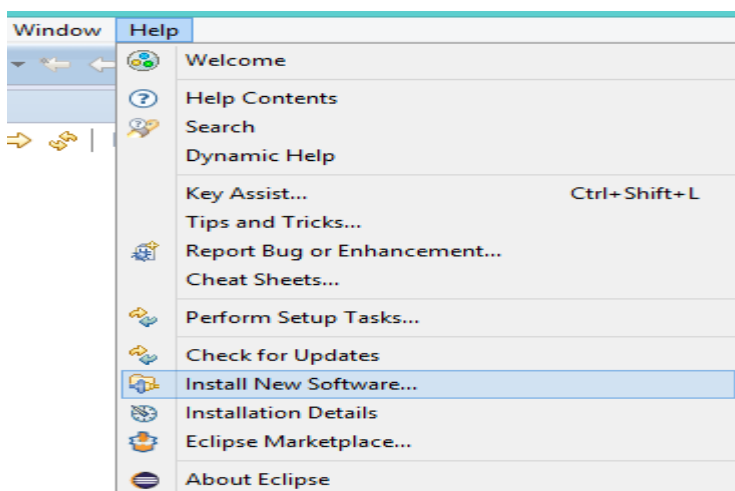 Window Help
Welcome
Help Contents
Search
Dynamic Help
Key Assist... Ctrl+Shift+L
Tips and Tricks...
Report Bug or Enhancement...
Cheat Sheets...
Perform Setup Tasks...
Check for Updates
Install New Software...
Installation Details
Eclipse Marketplace...
About Eclipse